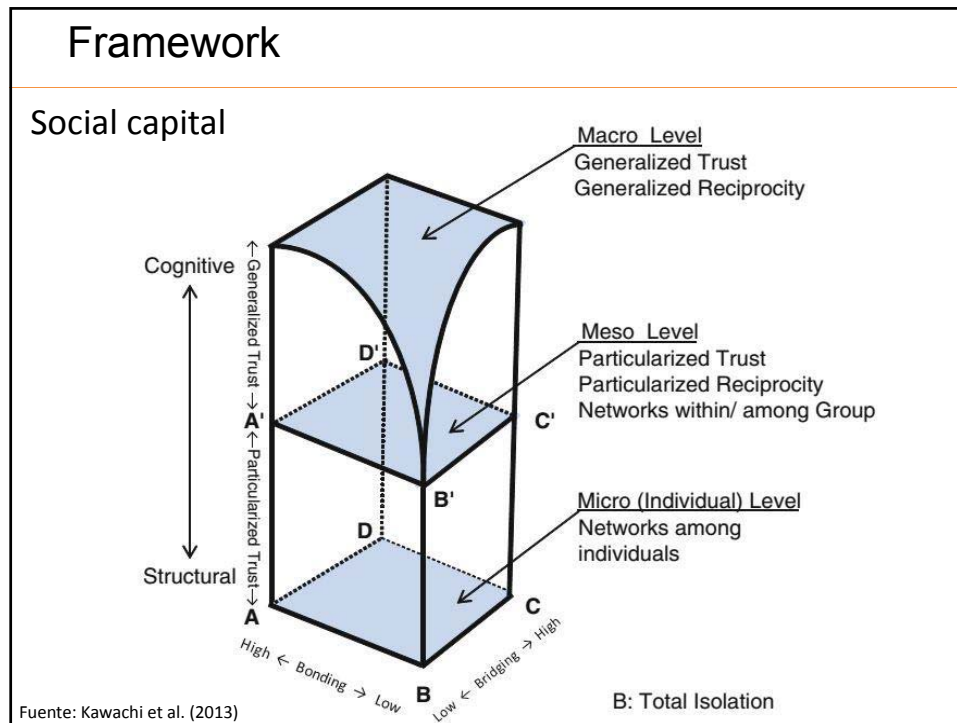 Framework
Social capital
Macro Level
Generalized Trust
Generalized Reciprocity
Cognitive
←Generalized Trust →
Meso Level
Particularized Trust
Particularized Reciprocity
Networks within/ among Group
D'
A'
C'
B'
←Particularized Trust→
Micro (Individual) Level
Networks among
individuals
D
Structural
A
C
B
High ← Bonding → Low
Low ← Bridging → High
B: Total Isolation
Fuente: Kawachi et al. (2013)